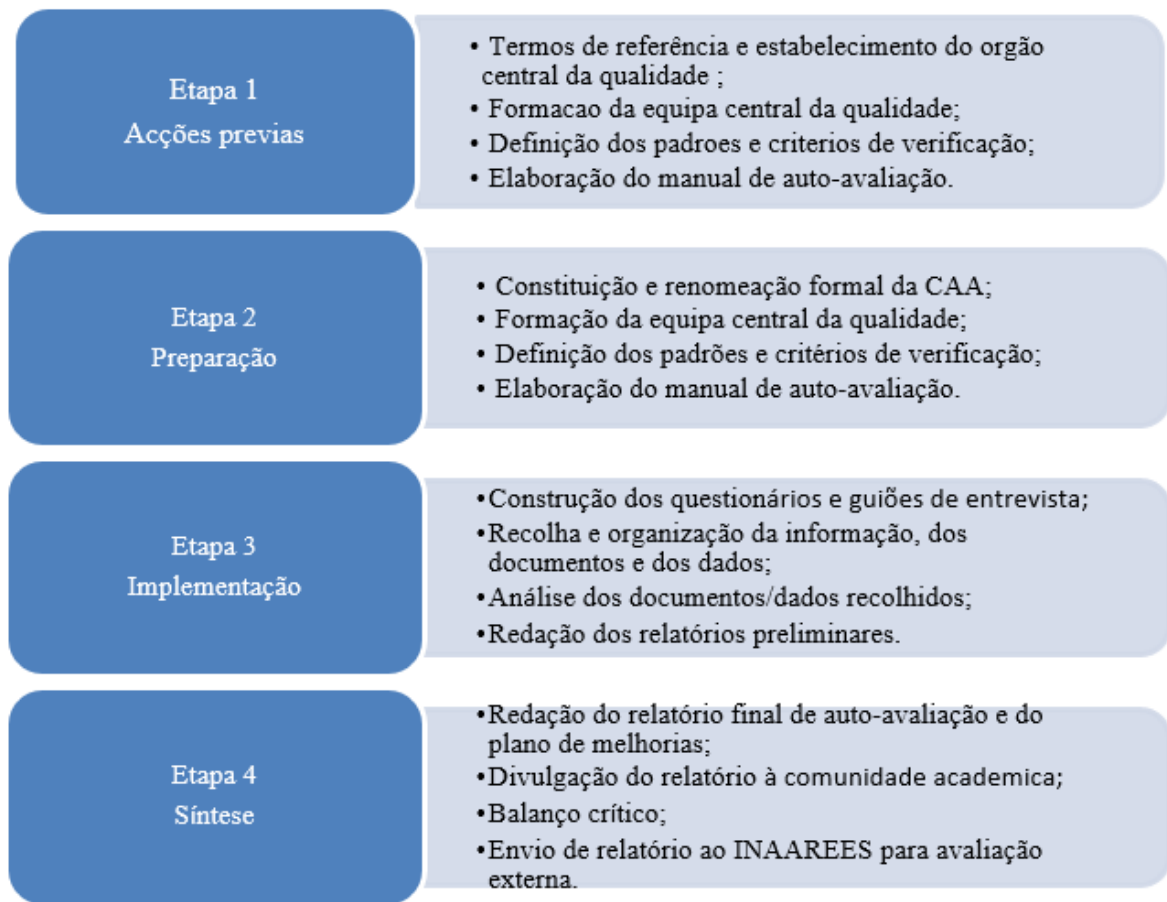 Etapa 1
Acções previas
• Termos de referência e estabelecimento do orgão
central da qualidade ;
• Formacao da equipa central da qualidade;
• Definição dos padroes e criterios de verificação;
• Elaboração do manual de auto-avaliação.
Etapa 2
Preparação
• Constituição e renomeação formal da CAA;
• Formação da equipa central da qualidade;
• Definição dos padrões e critérios de verificação;
• Elaboração do manual de auto-avaliação.
Etapa 3
Implementação
•Construção dos questionários e guiões de entrevista;
•Recolha e organização da informação, dos
documentos e dos dados;
•Análise dos documentos/dados recolhidos;
•Redação dos relatórios preliminares.
Etapa 4
Síntese
•Redação do relatório final de auto-avaliação e do
plano de melhorias;
•Divulgação do relatório à comunidade academica;
•Balanço crítico;
•Envio de relatório ao INAAREES para avaliação
externa.